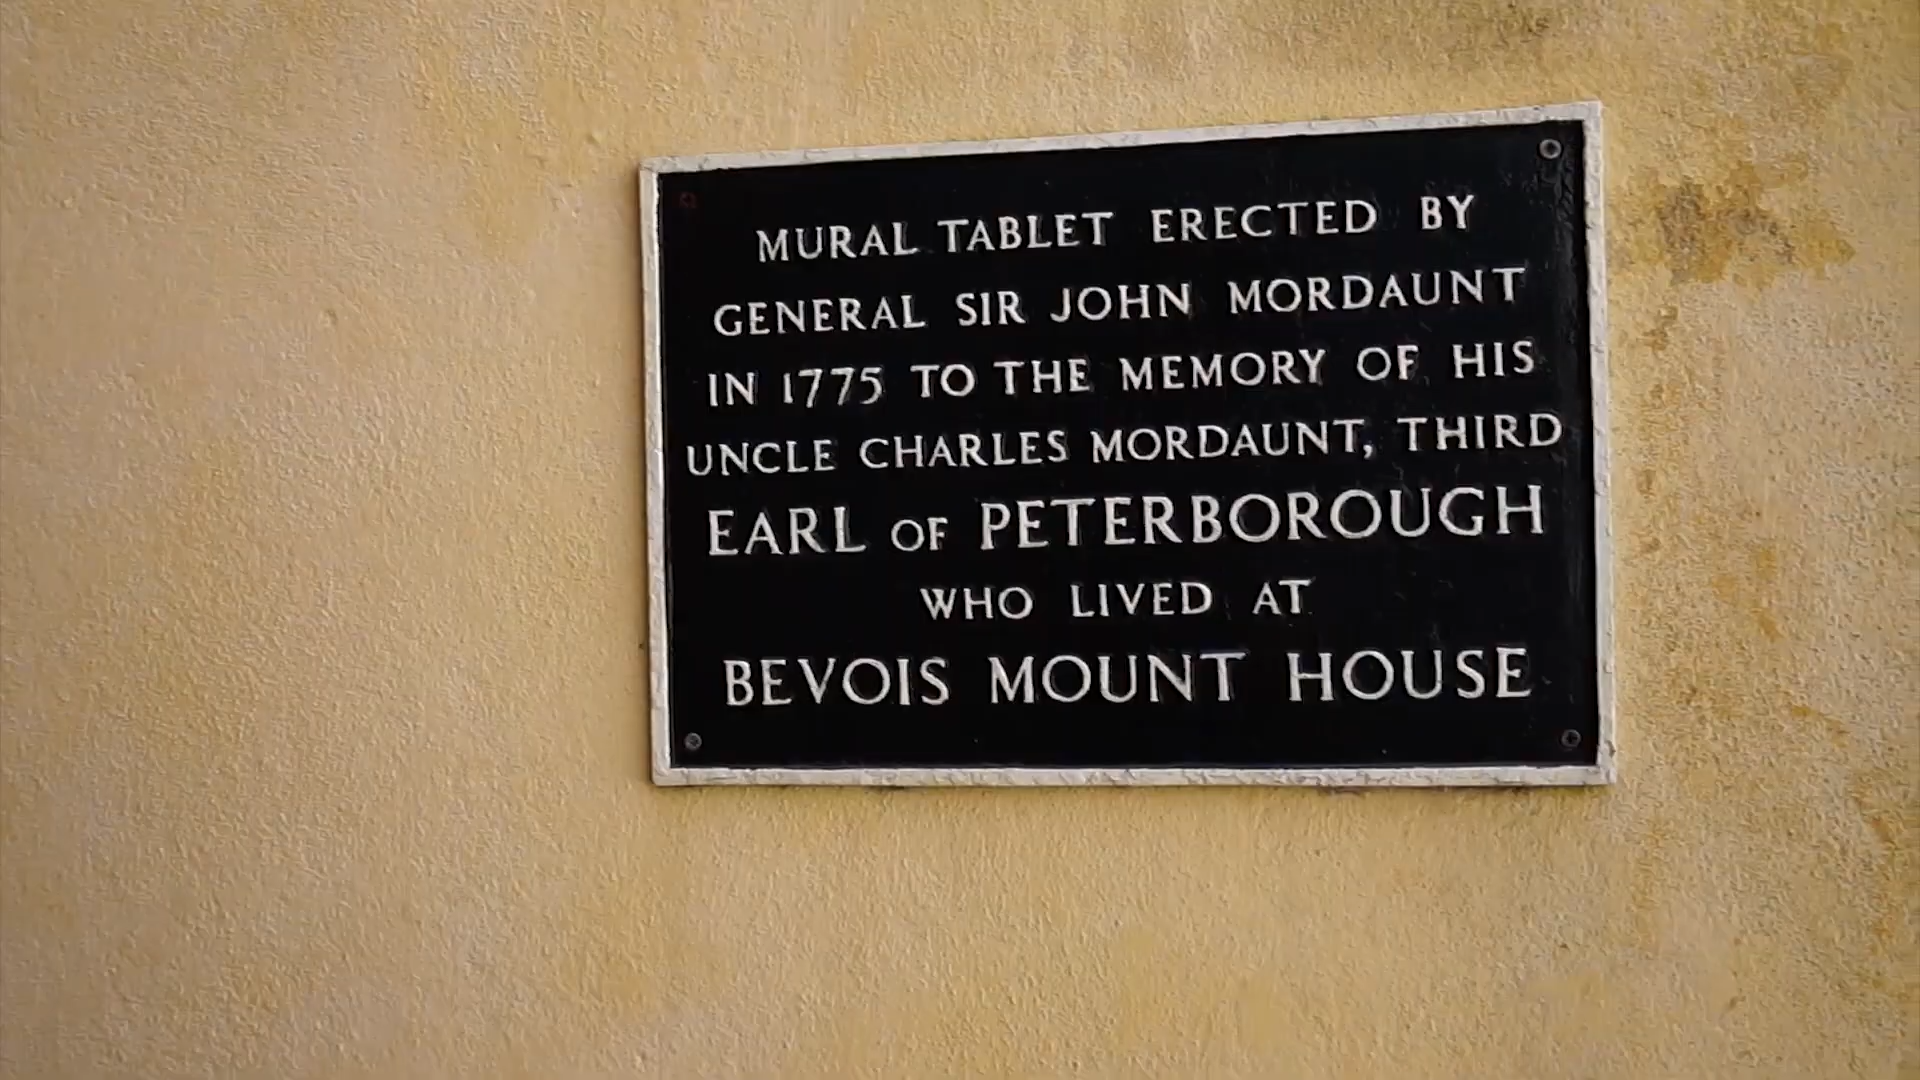 MURAL TABLET ERECTED BY
GENERAL SIR JOHN MORDAUNT
IN 1775 TO THE MEMORY OF HIS
UNCLE CHARLES MORDAUNT, THIRD
EARL OF PETERBOROUGH
WHO LIVED AT
BEVOIS MOUNT HOUSE